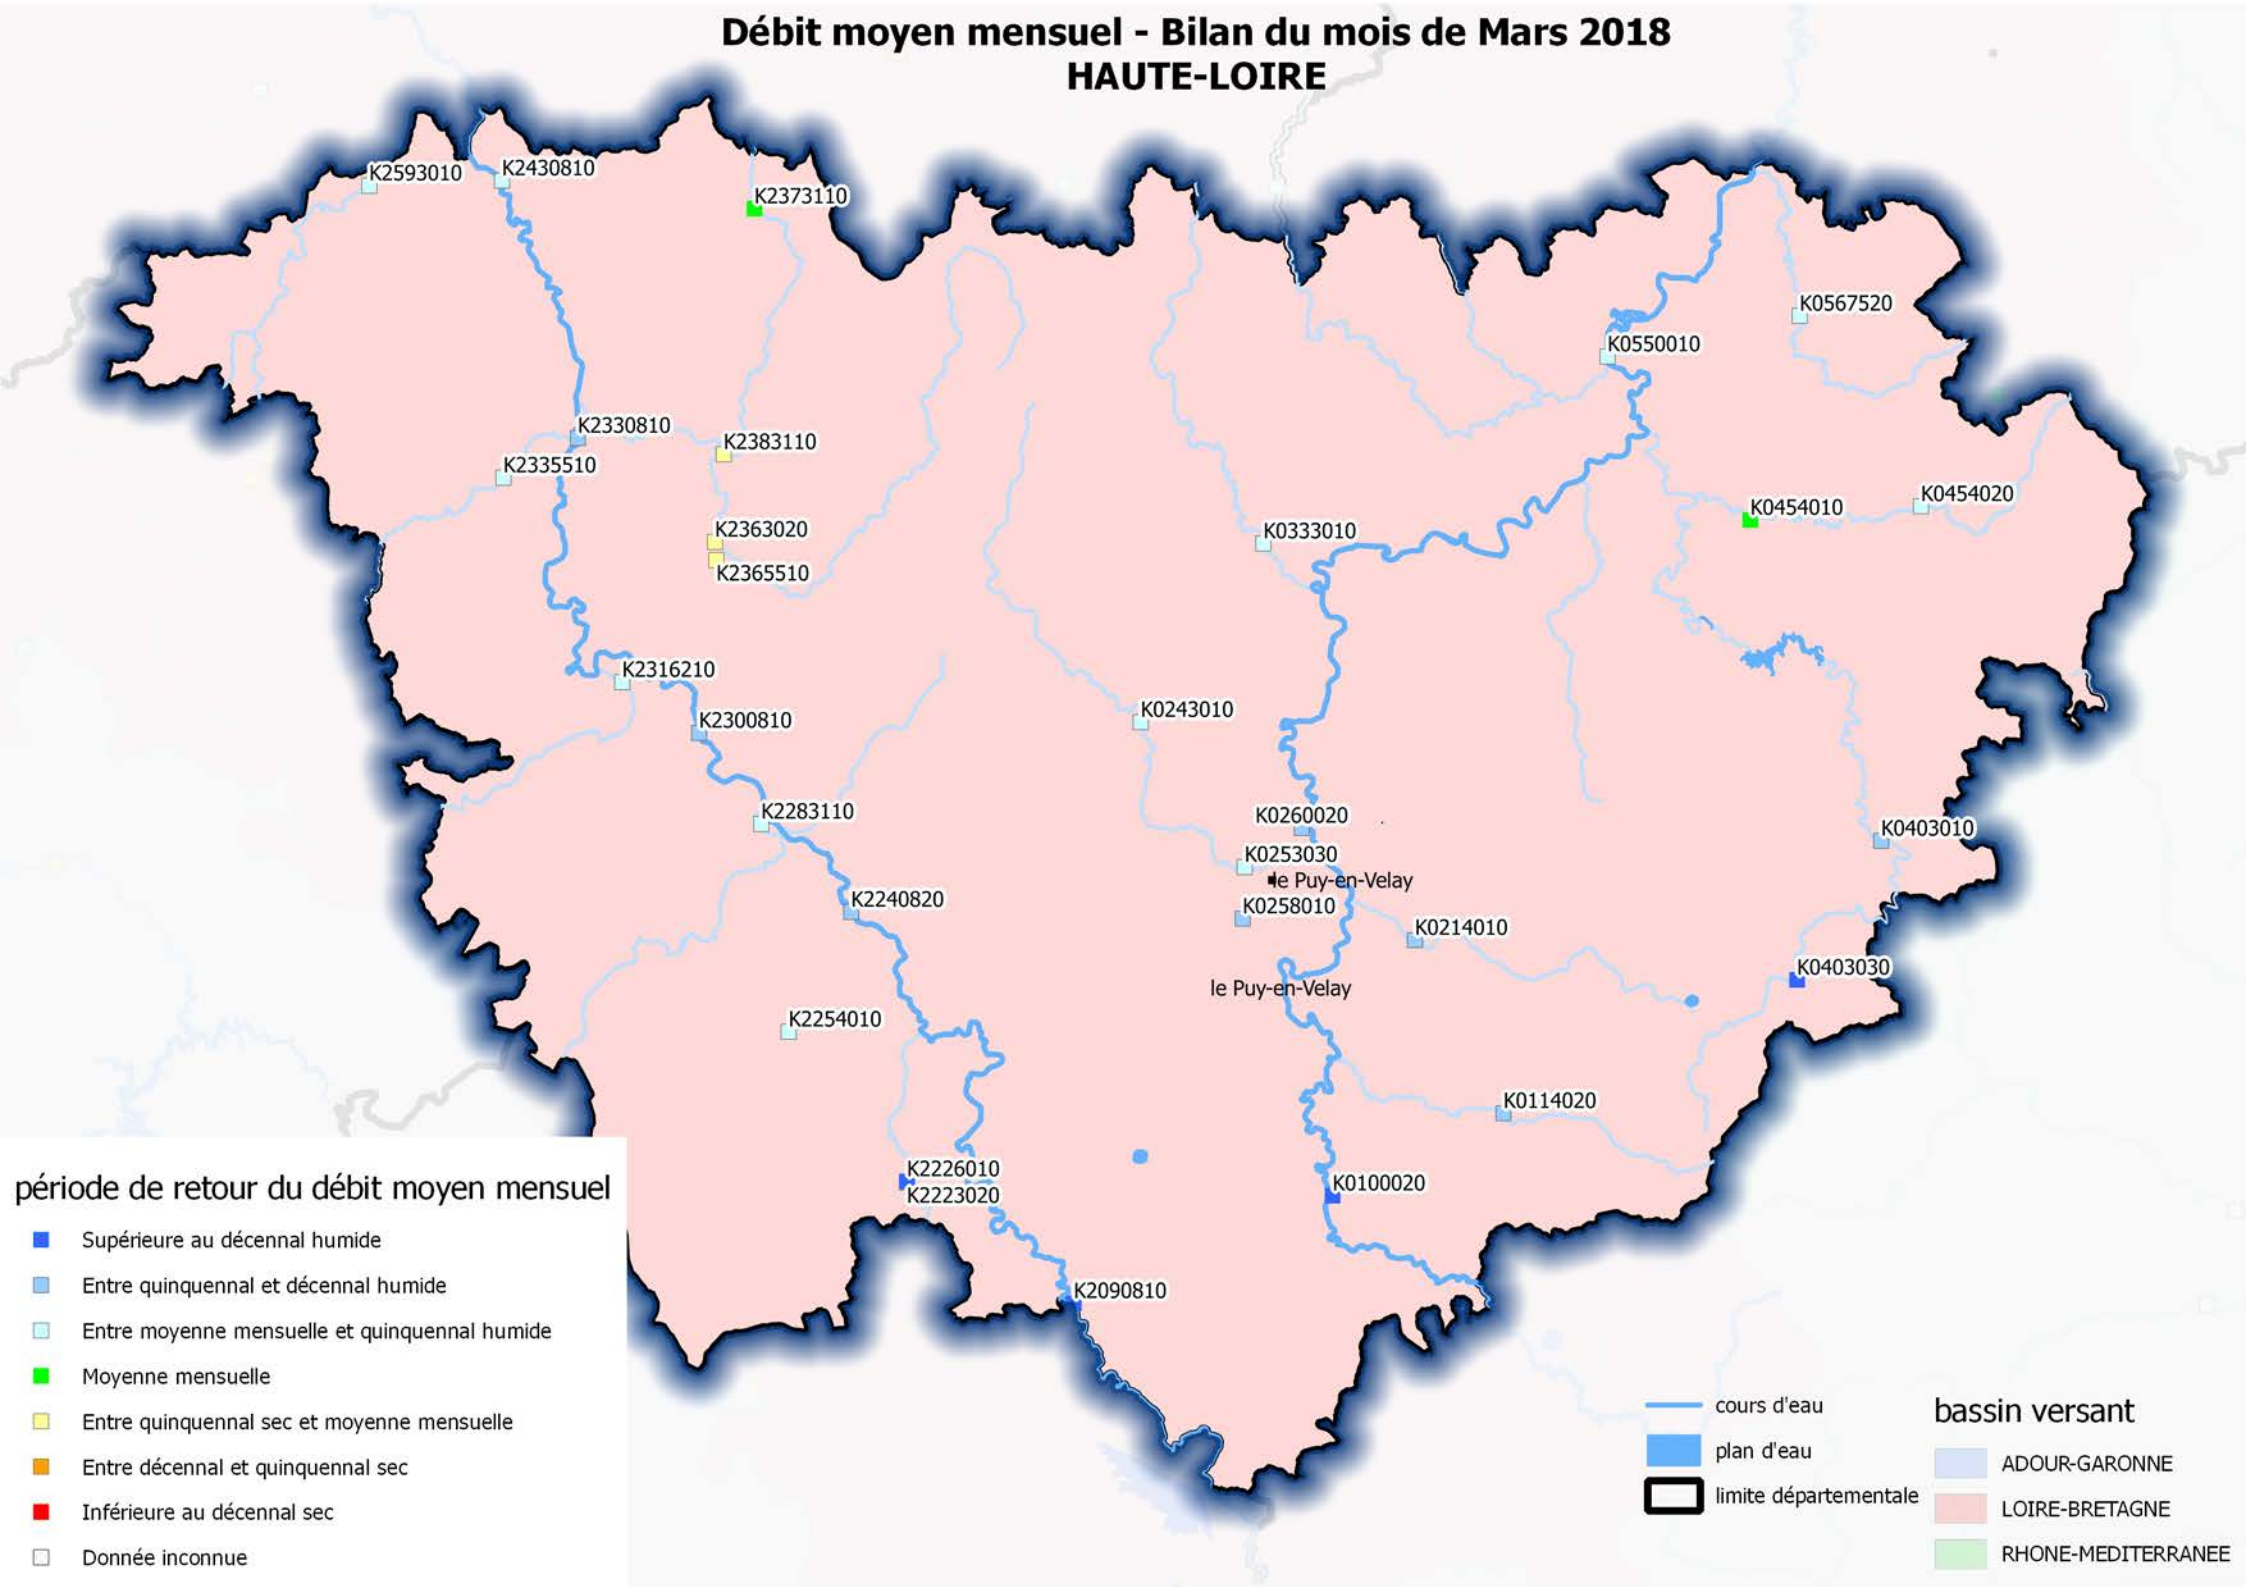 Débit moyen mensuel - Bilan du mois de Mars 2018
HAUTE-LOIRE
K2593010
K2430810
K2373110
K0567520
K0550010
K2330810
K2383110
K2335510
K0454020
K0454010
K2363020
K0333010
K2365510
K2316210
K0243010
K2300810
K2283110
K0260020
K0403010
K0253030
le Puy-en-Velay
K2240820
K0258010
K0214010
K0403030
le Puy-en-Velay
K2254010
K0114020
K2226010
K2223020
K0100020
K2090810
période de retour du débit moyen mensuel
Supérieure au décennal humide
Entre quinquennal et décennal humide
Entre moyenne mensuelle et quinquennal humide
Moyenne mensuelle
Entre quinquennal sec et moyenne mensuelle
Entre décennal et quinquennal sec
Inférieure au décennal sec
Donnée inconnue
cours d'eau
plan d'eau
limite départementale
bassin versant
ADOUR-GARONNE
LOIRE-BRETAGNE
RHONE-MEDITERRANEE